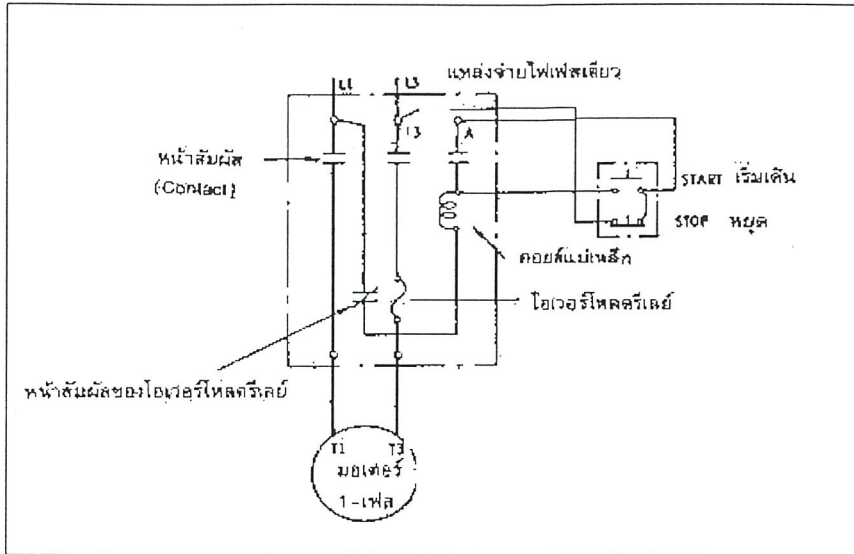 แหล่งจ่ายไฟเฟสเดียว
L1 L3
T3 A
หน้าสัมผัส
(Contact)
START เริ่มเดิน
STOP หยุด
คอยล์แม่เหล็ก
โอเวอร์โหลดรีเลย์
หน้าสัมผัสของโอเวอร์โหลดรีเลย์
T1 T3
มอเตอร์
1-เฟส